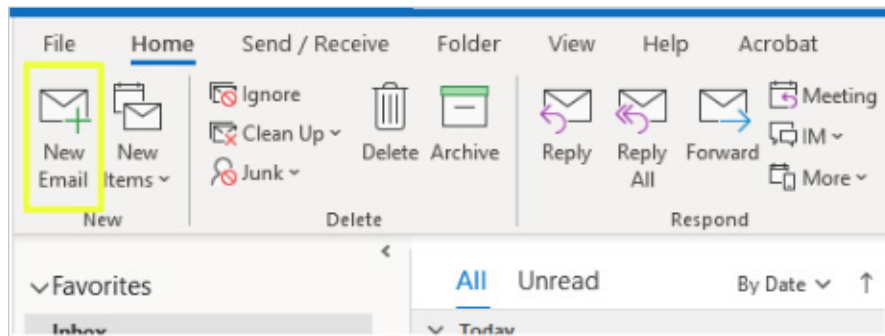 File Home Send / Receive Folder View Help Acrobat
New Email
New Items
Ignore
Clean Up
Junk
Delete
Archive
Reply
Reply All
Forward
Meeting
IM
More
New Delete Respond
Favorites
All Unread By Date
Inbox
Today